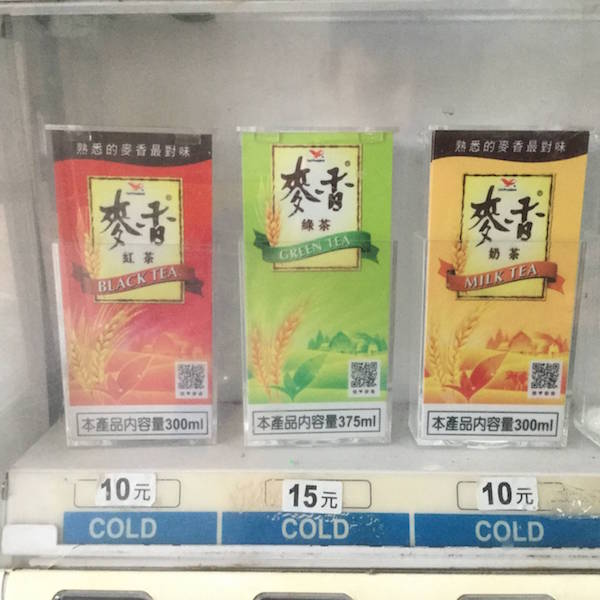 熟悉的麥香最對味
麥香
紅茶
BLACK TEA
本產品內容量300ml
10元
COLD
麥香
綠茶
GREEN TEA
本產品內容量375ml
15元
COLD
熟悉的麥香最對味
麥香
奶茶
MILK TEA
本產品內容量300ml
10元
COLD